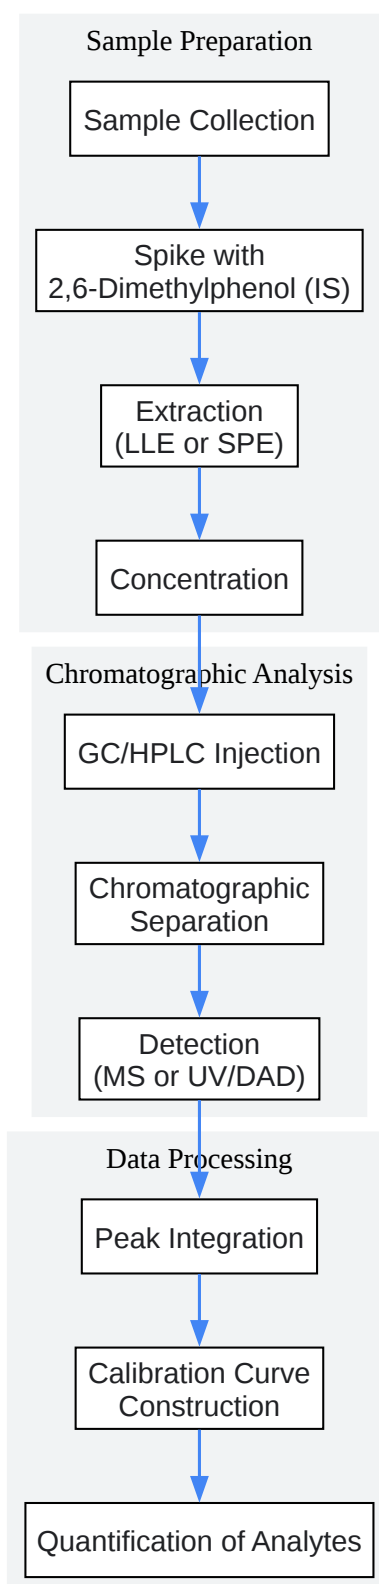 Sample Preparation
Sample Collection
Spike with
2,6-Dimethylphenol (IS)
Extraction
(LLE or SPE)
Concentration
Chromatographic Analysis
GC/HPLC Injection
Chromatographic
Separation
Detection
(MS or UV/DAD)
Data Processing
Peak Integration
Calibration Curve
Construction
Quantification of Analytes